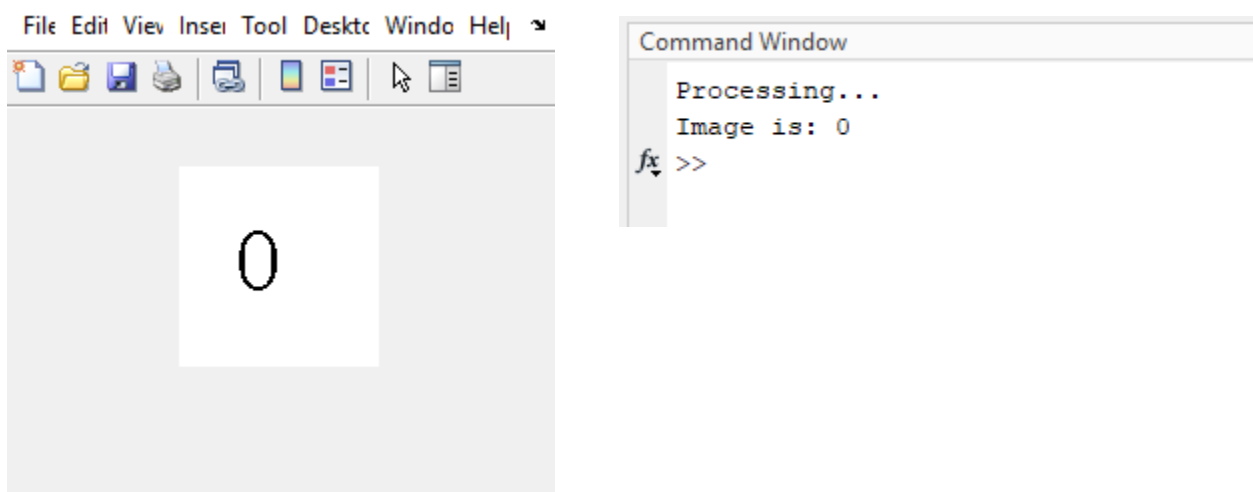 File Edit View Inser Tool Desktc Windo Help
0
Command Window
Processing...
Image is: 0
fx >>